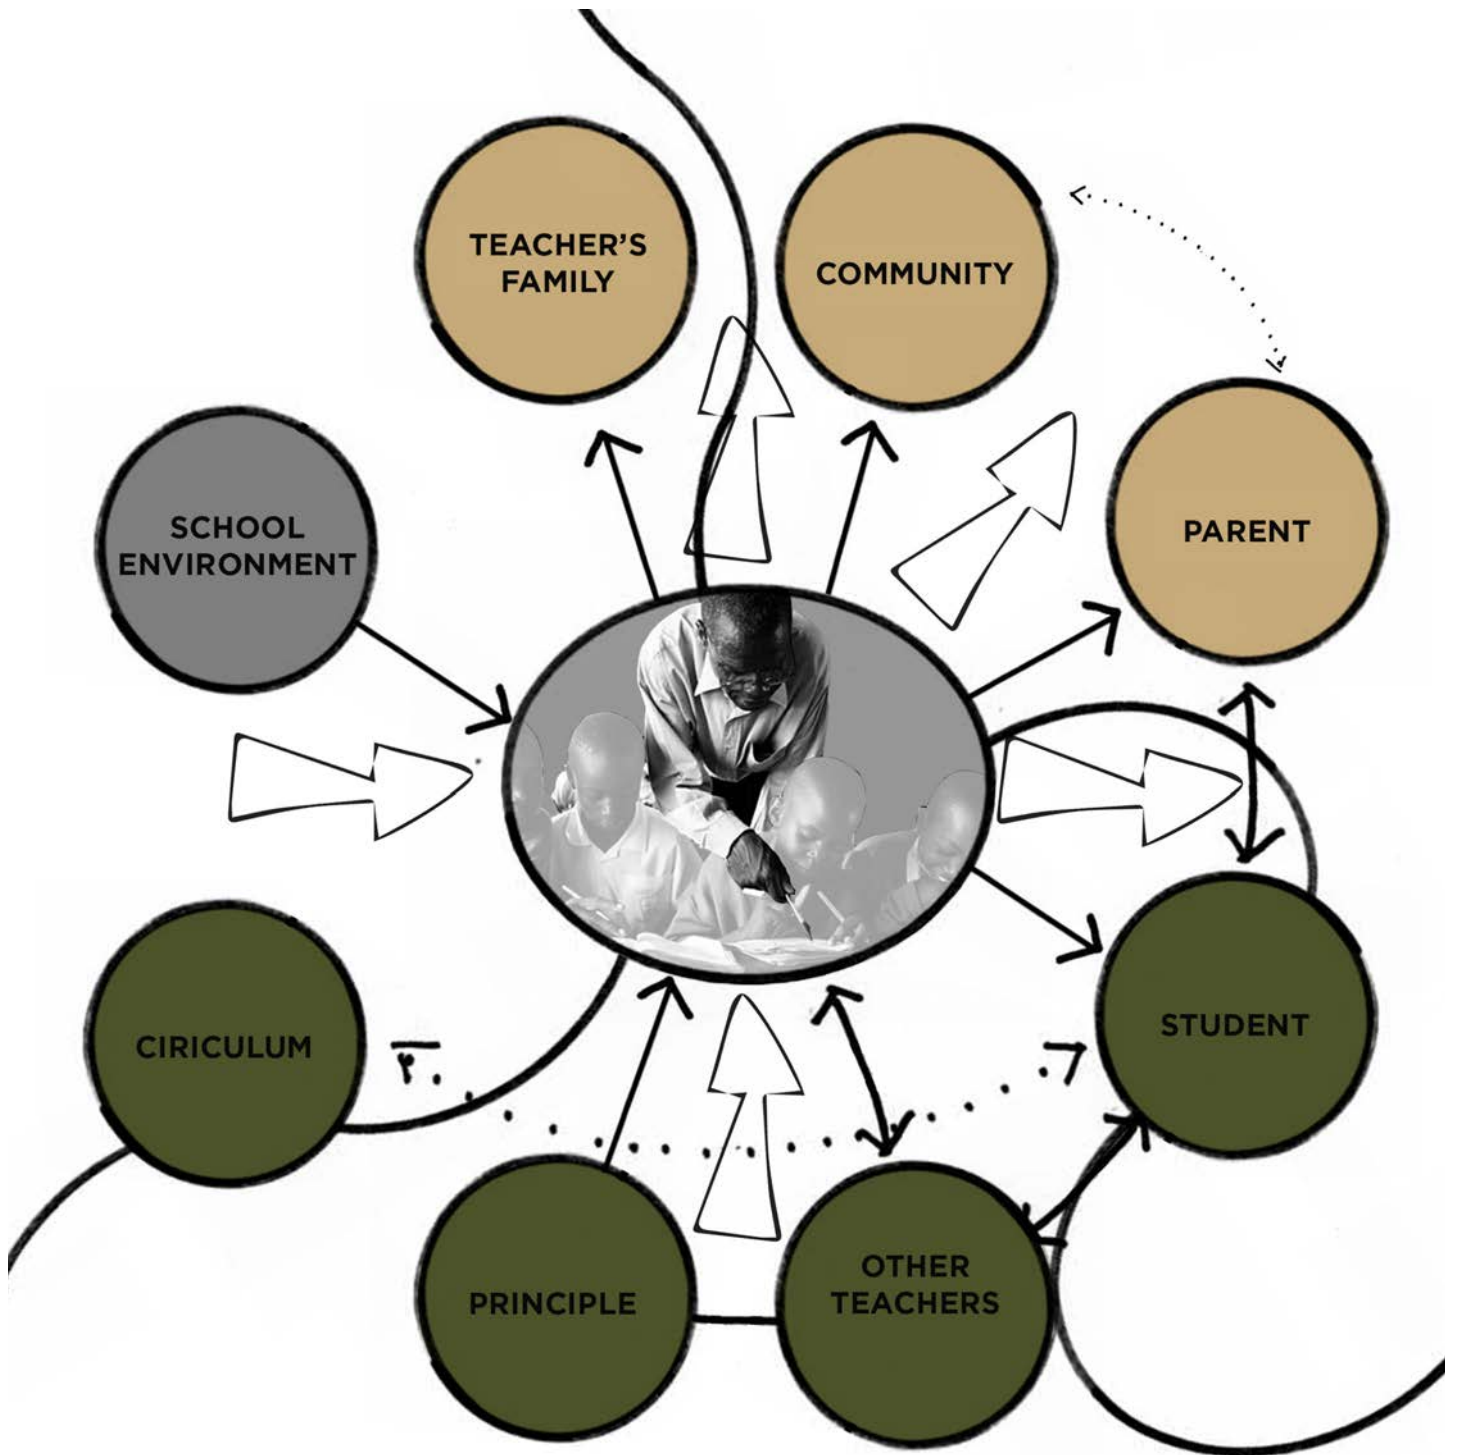 TEACHER’S
FAMILY
COMMUNITY
SCHOOL
ENVIRONMENT
PARENT
CIRICULUM
STUDENT
PRINCIPLE
OTHER
TEACHERS